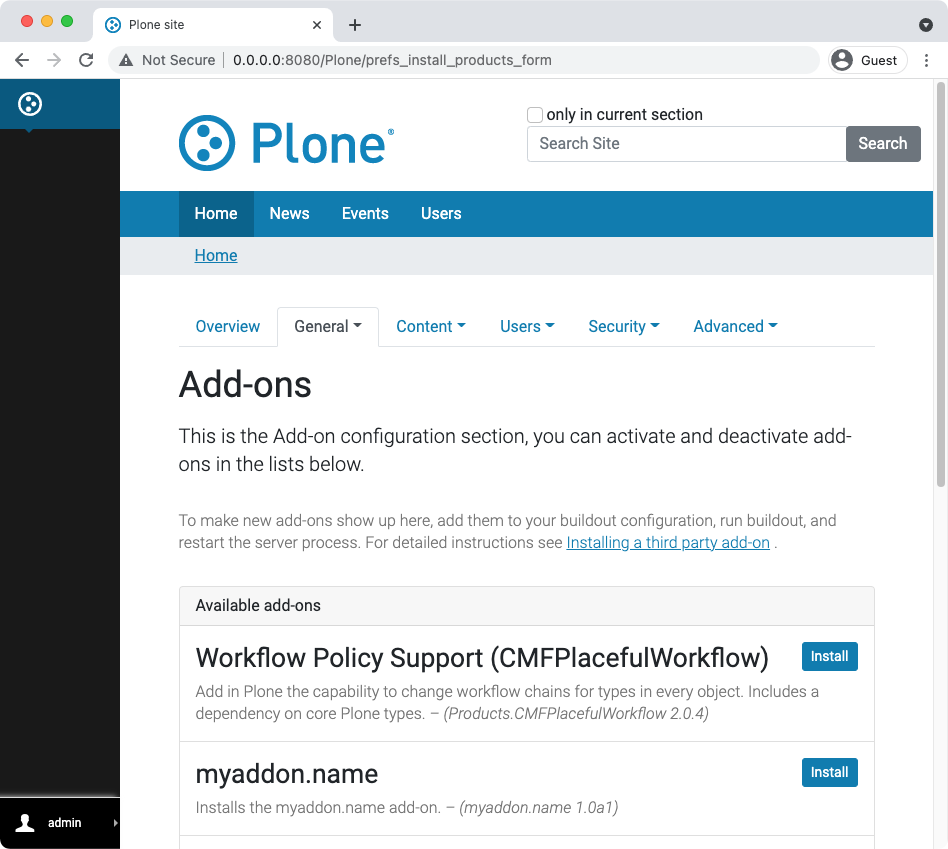 Plone site
Not Secure 0.0.0.0:8080/Plone/prefs_install_products_form Guest
only in current section
Plone®
Search Site Search
Home News Events Users
Home
Overview General Content Users Security Advanced
Add-ons
This is the Add-on configuration section, you can activate and deactivate add-
ons in the lists below.
To make new add-ons show up here, add them to your buildout configuration, run buildout, and
restart the server process. For detailed instructions see Installing a third party add-on .
Available add-ons
Workflow Policy Support (CMFPlacefulWorkflow) Install
Add in Plone the capability to change workflow chains for types in every object. Includes a
dependency on core Plone types. – (Products.CMFPlacefulWorkflow 2.0.4)
myaddon.name Install
Installs the myaddon.name add-on. – (myaddon.name 1.0a1)
admin